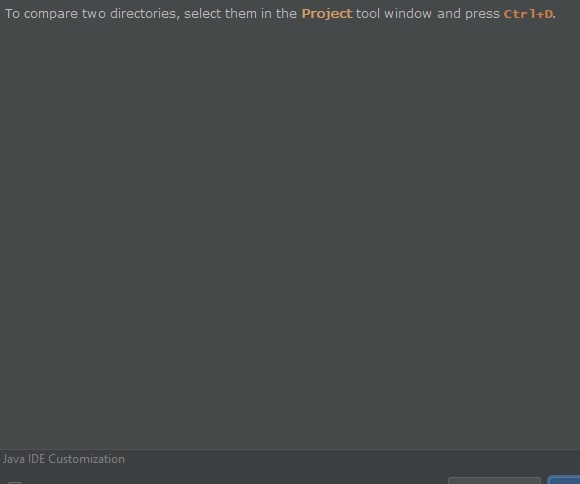 To compare two directories, select them in the Project tool window and press Ctrl+D.
Java IDE Customization